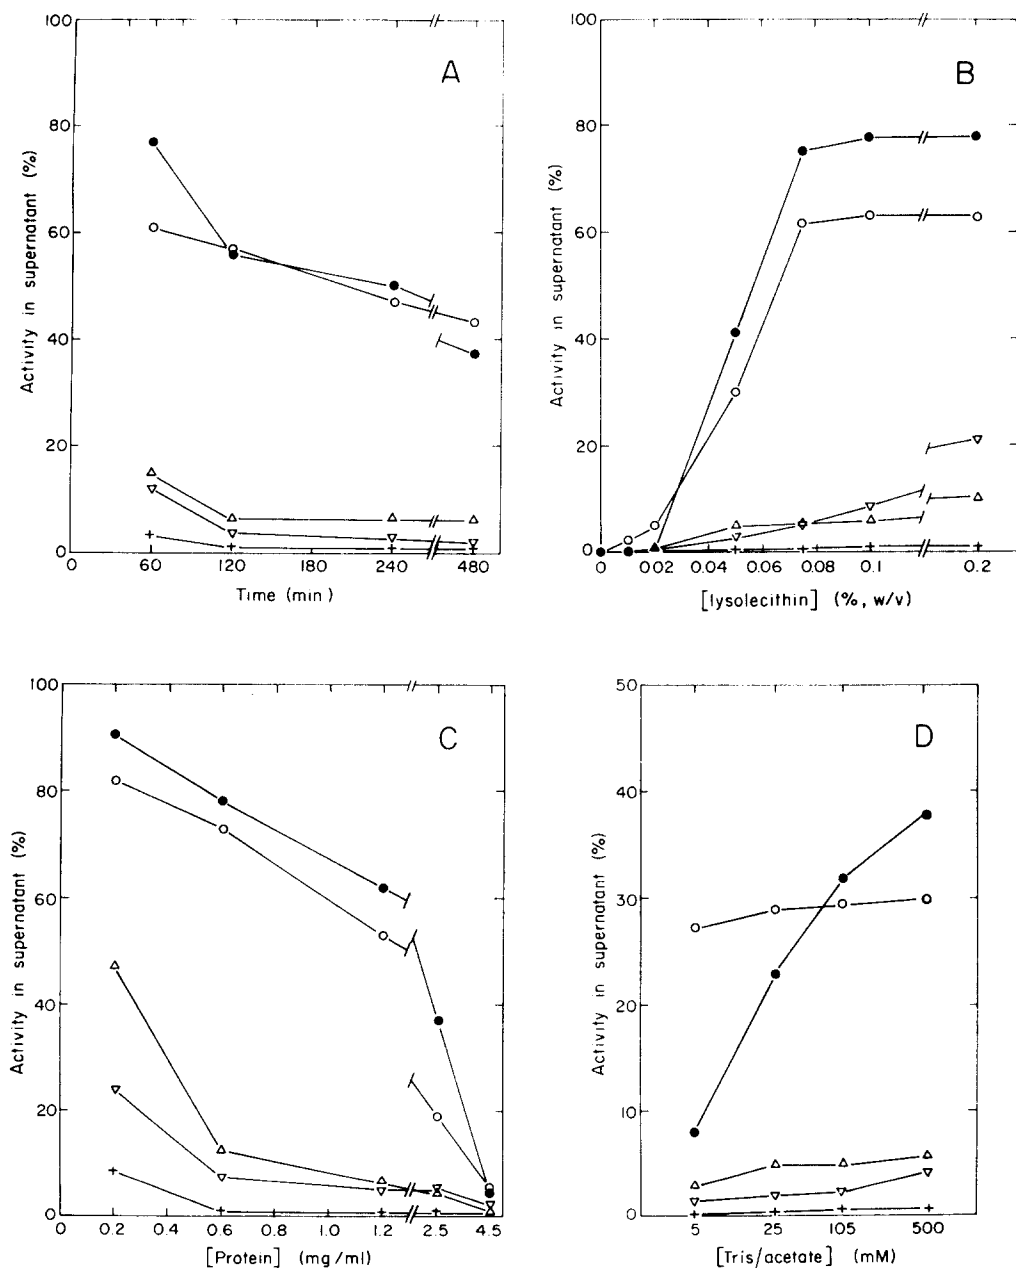 A
Activity in supernatant (%)
100
80
60
40
20
0
0 60 120 180 240 480
Time (min)
B
Activity in supernatant (%)
100
80
60
40
20
0
0 0.02 0.04 0.06 0.08 0.1 0.2
[lysolecithin] (%, w/v)
C
Activity in supernatant (%)
100
80
60
40
20
0
0 0.2 0.4 0.6 0.8 1.0 1.2 2.5 4.5
[Protein] (mg/ml)
D
Activity in supernatant (%)
50
40
30
20
10
0
5 25 105 500
[Tris/acetate] (mM)